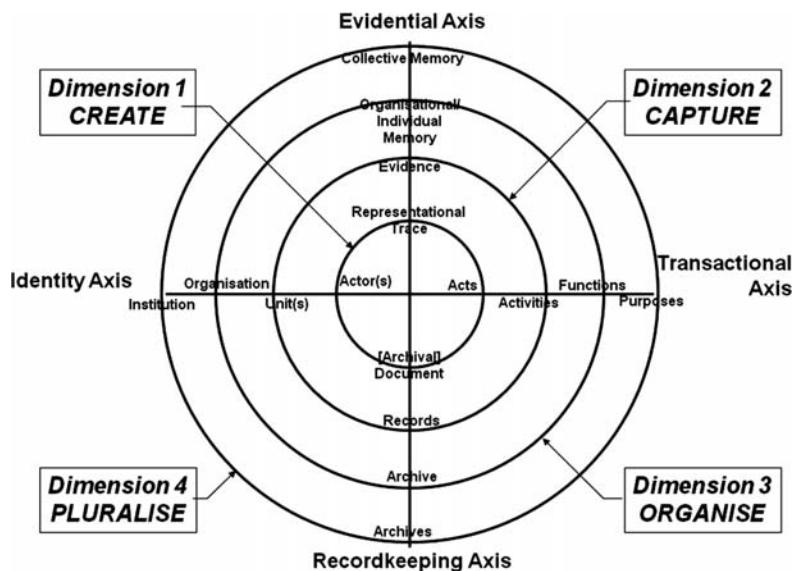 Evidential Axis
Collective Memory
Dimension 1
CREATE
Dimension 2
CAPTURE
Organisational/
Individual
Memory
Evidence
Representational
Trace
Identity Axis
Transactional
Axis
Institution
Organisation
Unit(s)
Actor(s)
Acts
Activities
Functions
Purposes
[Archival]
Document
Records
Archive
Archives
Dimension 4
PLURALISE
Dimension 3
ORGANISE
Recordkeeping Axis